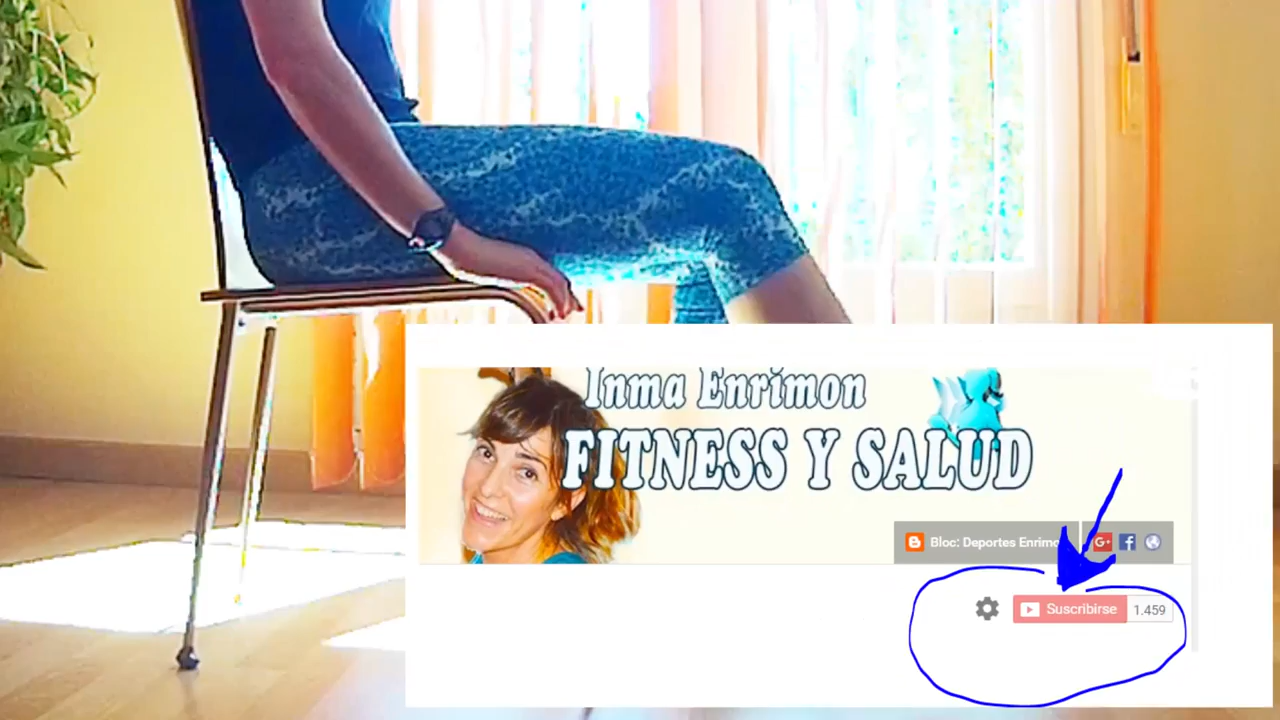 Inma Enrimon
FITNESS Y SALUD
Bloc: Deportes Enrimo
Suscribirse 1.459